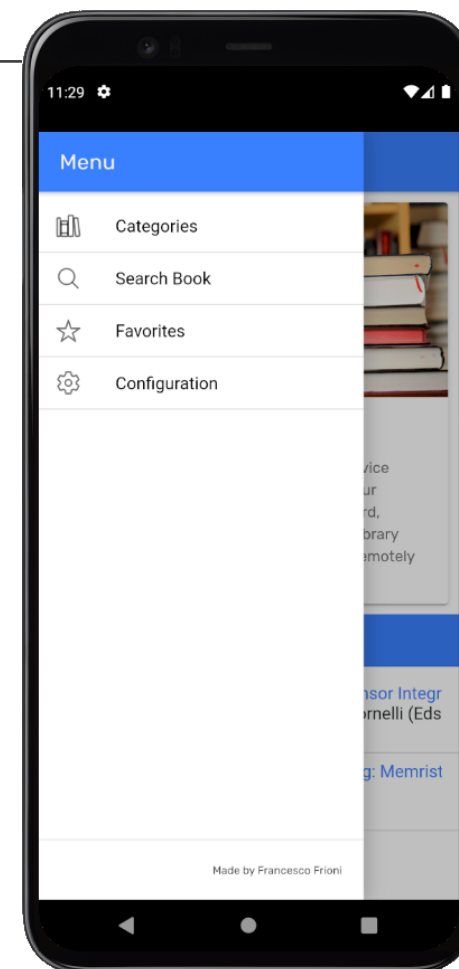 11:29
Menu
Categories
Search Book
Favorites
Configuration
vice
ur
rd,
brary
emotely
nsor Integr
ornelli (Eds
g: Memrist
Made by Francesco Frioni